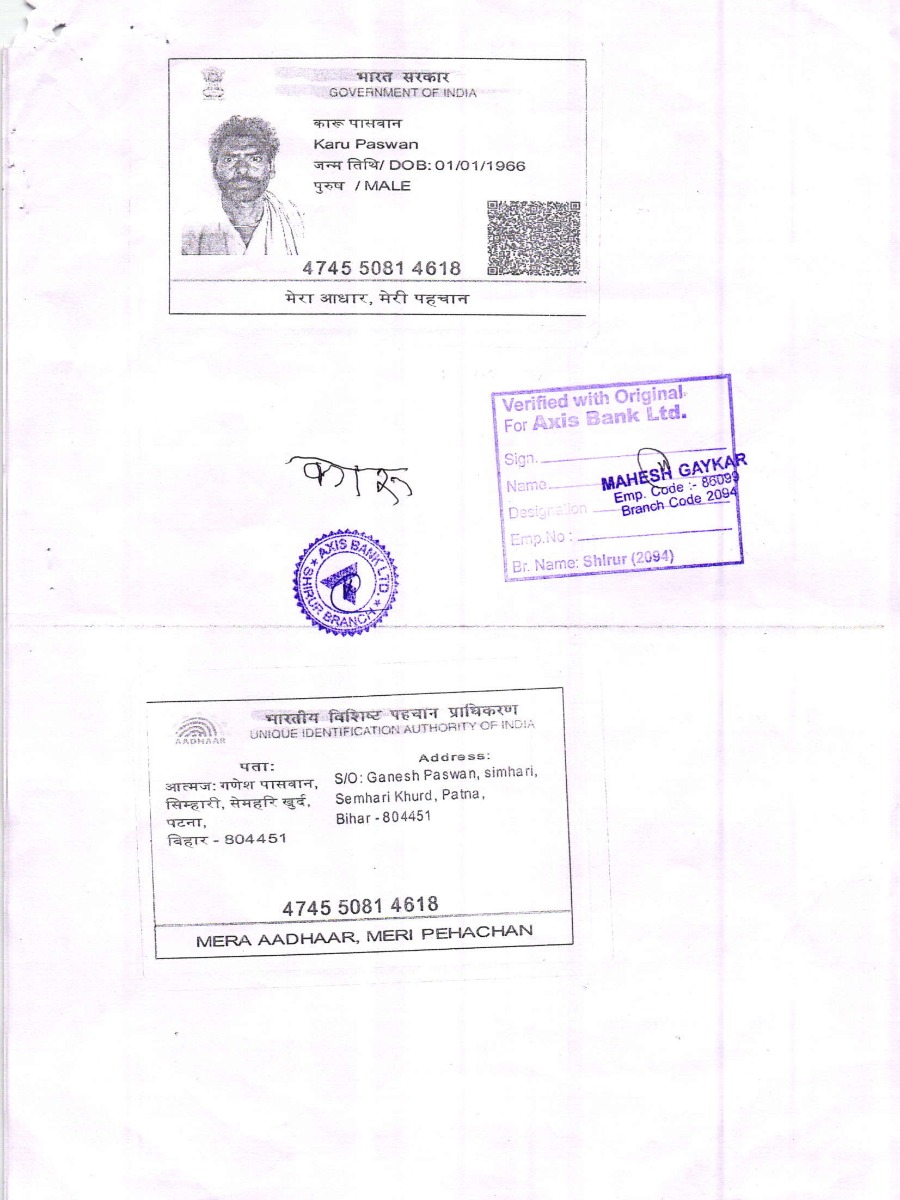 भारत सरकार
GOVERNMENT OF INDIA
कारू पासवान
Karu Paswan
जन्म तिथि/ DOB: 01/01/1966
पुरुष / MALE
4745 5081 4618
मेरा आधार, मेरी पहचान
Verified with Original
For Axis Bank Ltd.
Sign.
Name
MAHESH GAYKAR
Emp. Code :- 86099
Designation
Branch Code 2094
Emp.No :
Br. Name: Shirur (2094)
कारू
AXIS BANK LTD.
SHIRUR BRANCH
AADHAAR
भारतीय विशिष्ट पहचान प्राधिकरण
UNIQUE IDENTIFICATION AUTHORITY OF INDIA
पता:
आत्मज: गणेश पासवान,
सिम्हारी, सेमहरि खुर्द,
पटना,
बिहार - 804451
Address:
S/O: Ganesh Paswan, simhari,
Semhari Khurd, Patna,
Bihar - 804451
4745 5081 4618
MERA AADHAAR, MERI PEHACHAN